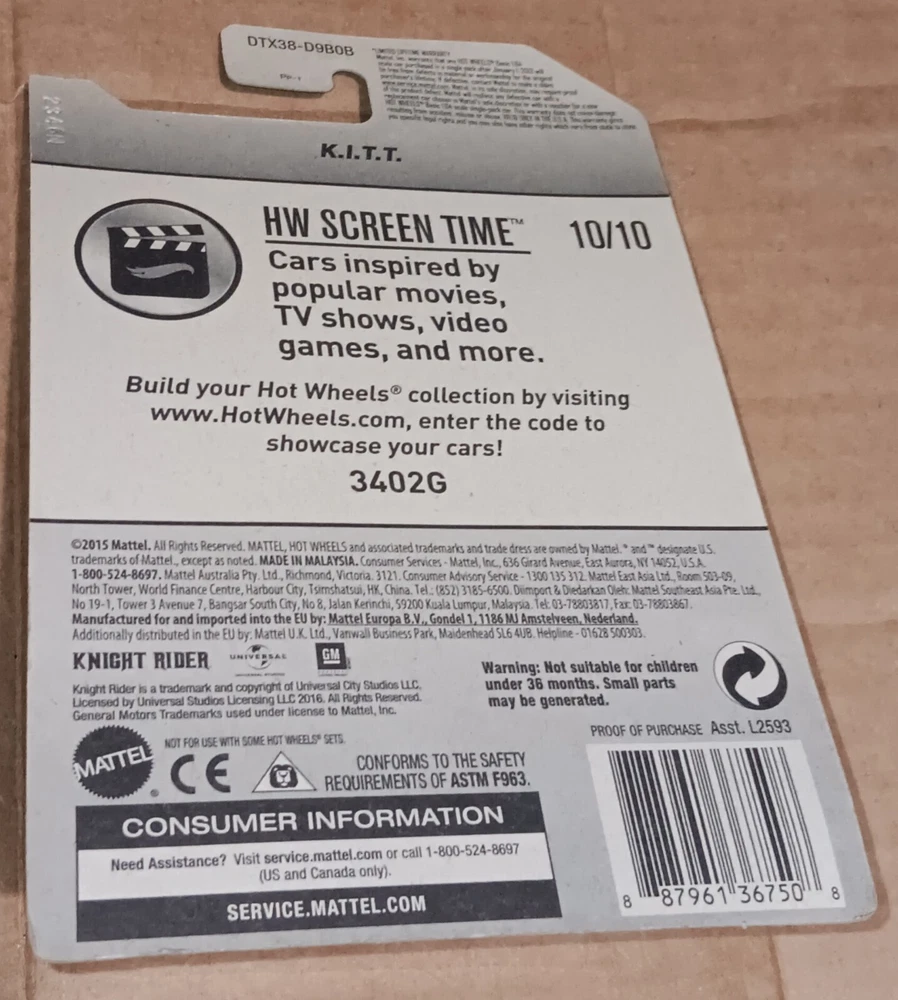 DTX38-D9B0B
K.I.T.T.
HW SCREEN TIME™ 10/10
Cars inspired by
popular movies,
TV shows, video
games, and more.
Build your Hot Wheels® collection by visiting
www.HotWheels.com, enter the code to
showcase your cars!
3402G
©2015 Mattel. All Rights Reserved. MATTEL, HOT WHEELS and associated trademarks and trade dress are owned by Mattel. ® and ™ designate U.S.
trademarks of Mattel., except as noted. MADE IN MALAYSIA. Consumer Services - Mattel, Inc., 636 Girard Avenue, East Aurora, NY 14052, U.S.A.
1-800-524-8697. Mattel Australia Pty. Ltd., Richmond, Victoria. 3121. Consumer Advisory Service - 1300 135 312. Mattel East Asia Ltd., Room 503-09,
North Tower, World Finance Centre, Harbour City, Tsimshatsui, HK, China. Tel.: (852) 3185-6500. Diimport & Diedarkan Oleh: Mattel Southeast Asia Pte. Ltd.,
No 19-1, Tower 3 Avenue 7, Bangsar South City, No 8, Jalan Kerinchi, 59200 Kuala Lumpur, Malaysia. Tel: 03-78803817, Fax: 03-78803867.
Manufactured for and imported into the EU by: Mattel Europa B.V., Gondel 1, 1186 MJ Amstelveen, Nederland.
Additionally distributed in the EU by: Mattel U.K. Ltd., Vanwall Business Park, Maidenhead SL6 4UB. Helpline - 01628 500303.
KNIGHT RIDER UNIVERSAL GM
Knight Rider is a trademark and copyright of Universal City Studios LLC.
Licensed by Universal Studios Licensing LLC 2016. All Rights Reserved.
General Motors Trademarks used under license to Mattel, Inc.
Warning: Not suitable for children
under 36 months. Small parts
may be generated.
PROOF OF PURCHASE Asst. L2593
NOT FOR USE WITH SOME HOT WHEELS® SETS.
MATTEL
CE
CONFORMS TO THE SAFETY
REQUIREMENTS OF ASTM F963.
CONSUMER INFORMATION
Need Assistance? Visit service.mattel.com or call 1-800-524-8697
(US and Canada only).
SERVICE.MATTEL.COM
8 87961 36750 8